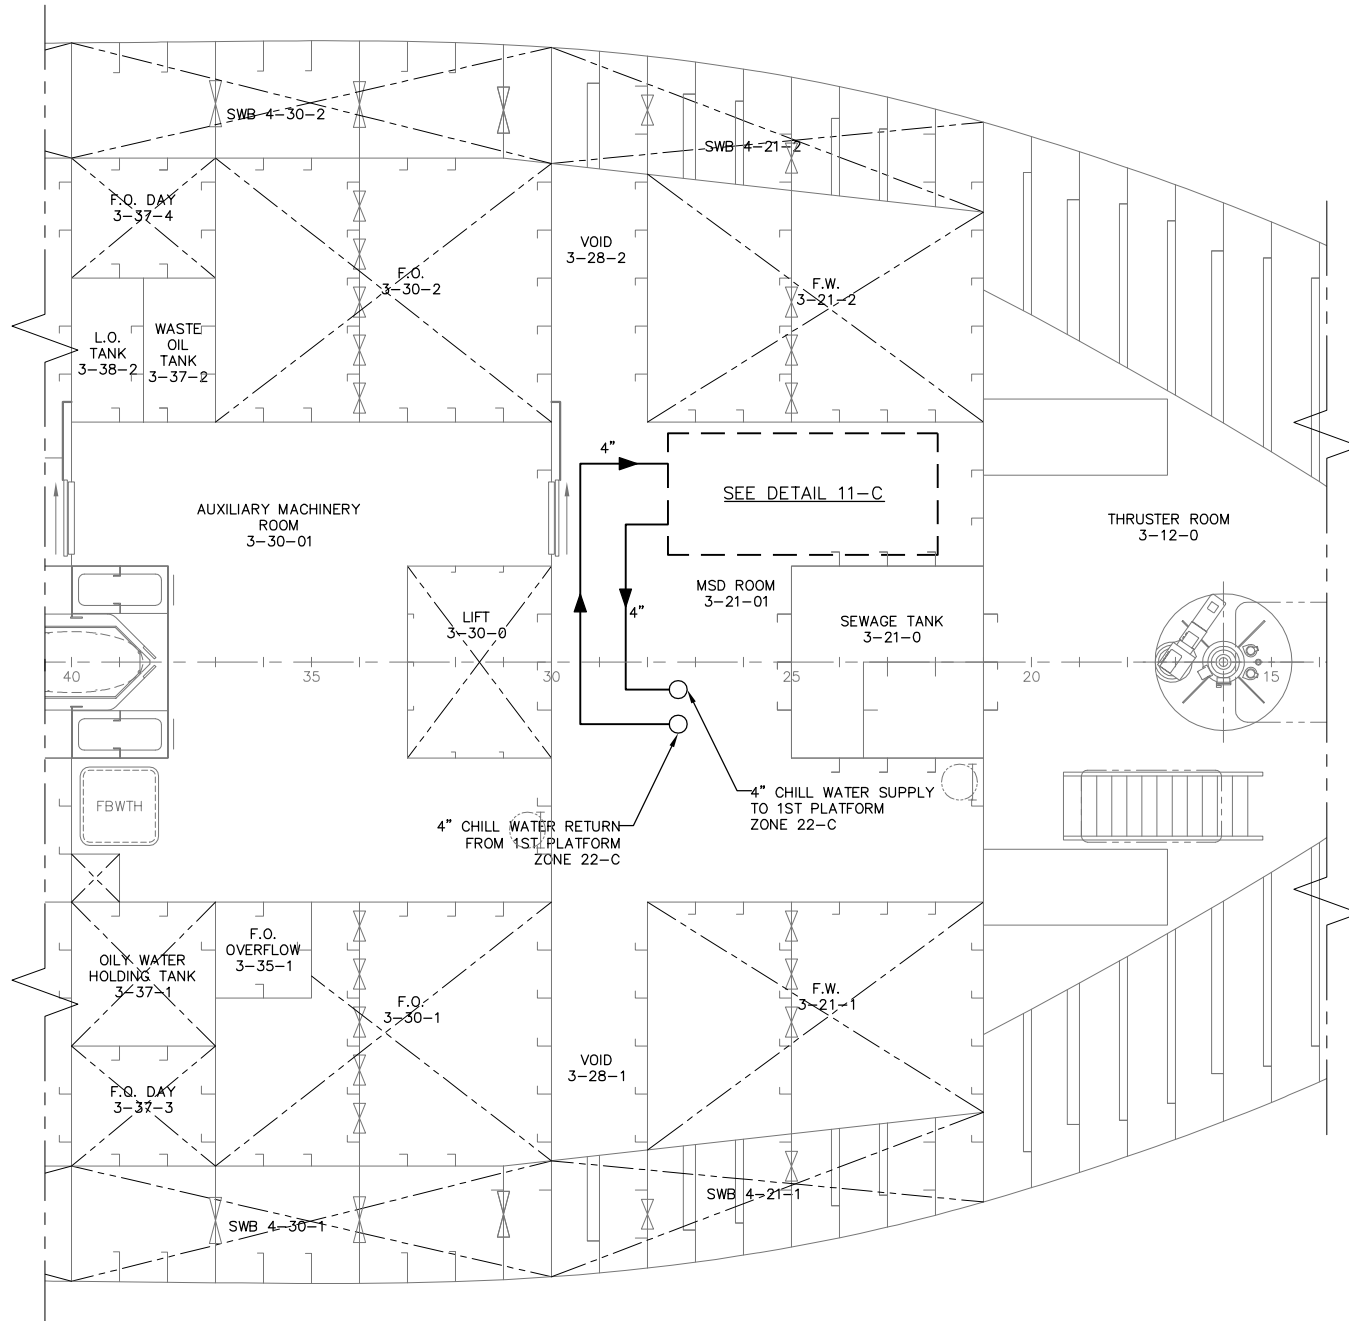 SWB 4-30-2
SWB 4-21-2
F.O. DAY
3-37-4
VOID
3-28-2
F.O.
3-30-2
F.W.
3-21-2
L.O.
TANK
3-38-2
WASTE
OIL
TANK
3-37-2
4"
SEE DETAIL 11-C
AUXILIARY MACHINERY
ROOM
3-30-01
THRUSTER ROOM
3-12-0
MSD ROOM
3-21-01
4"
LIFT
3-30-0
SEWAGE TANK
3-21-0
40
35
30
25
20
15
FBWTH
4" CHILL WATER SUPPLY
TO 1ST PLATFORM
ZONE 22-C
4" CHILL WATER RETURN
FROM 1ST PLATFORM
ZONE 22-C
F.O.
OVERFLOW
3-35-1
OILY WATER
HOLDING TANK
3-37-1
F.O.
3-30-1
F.W.
3-21-1
VOID
3-28-1
F.O. DAY
3-37-3
SWB 4-21-1
SWB 4-30-1